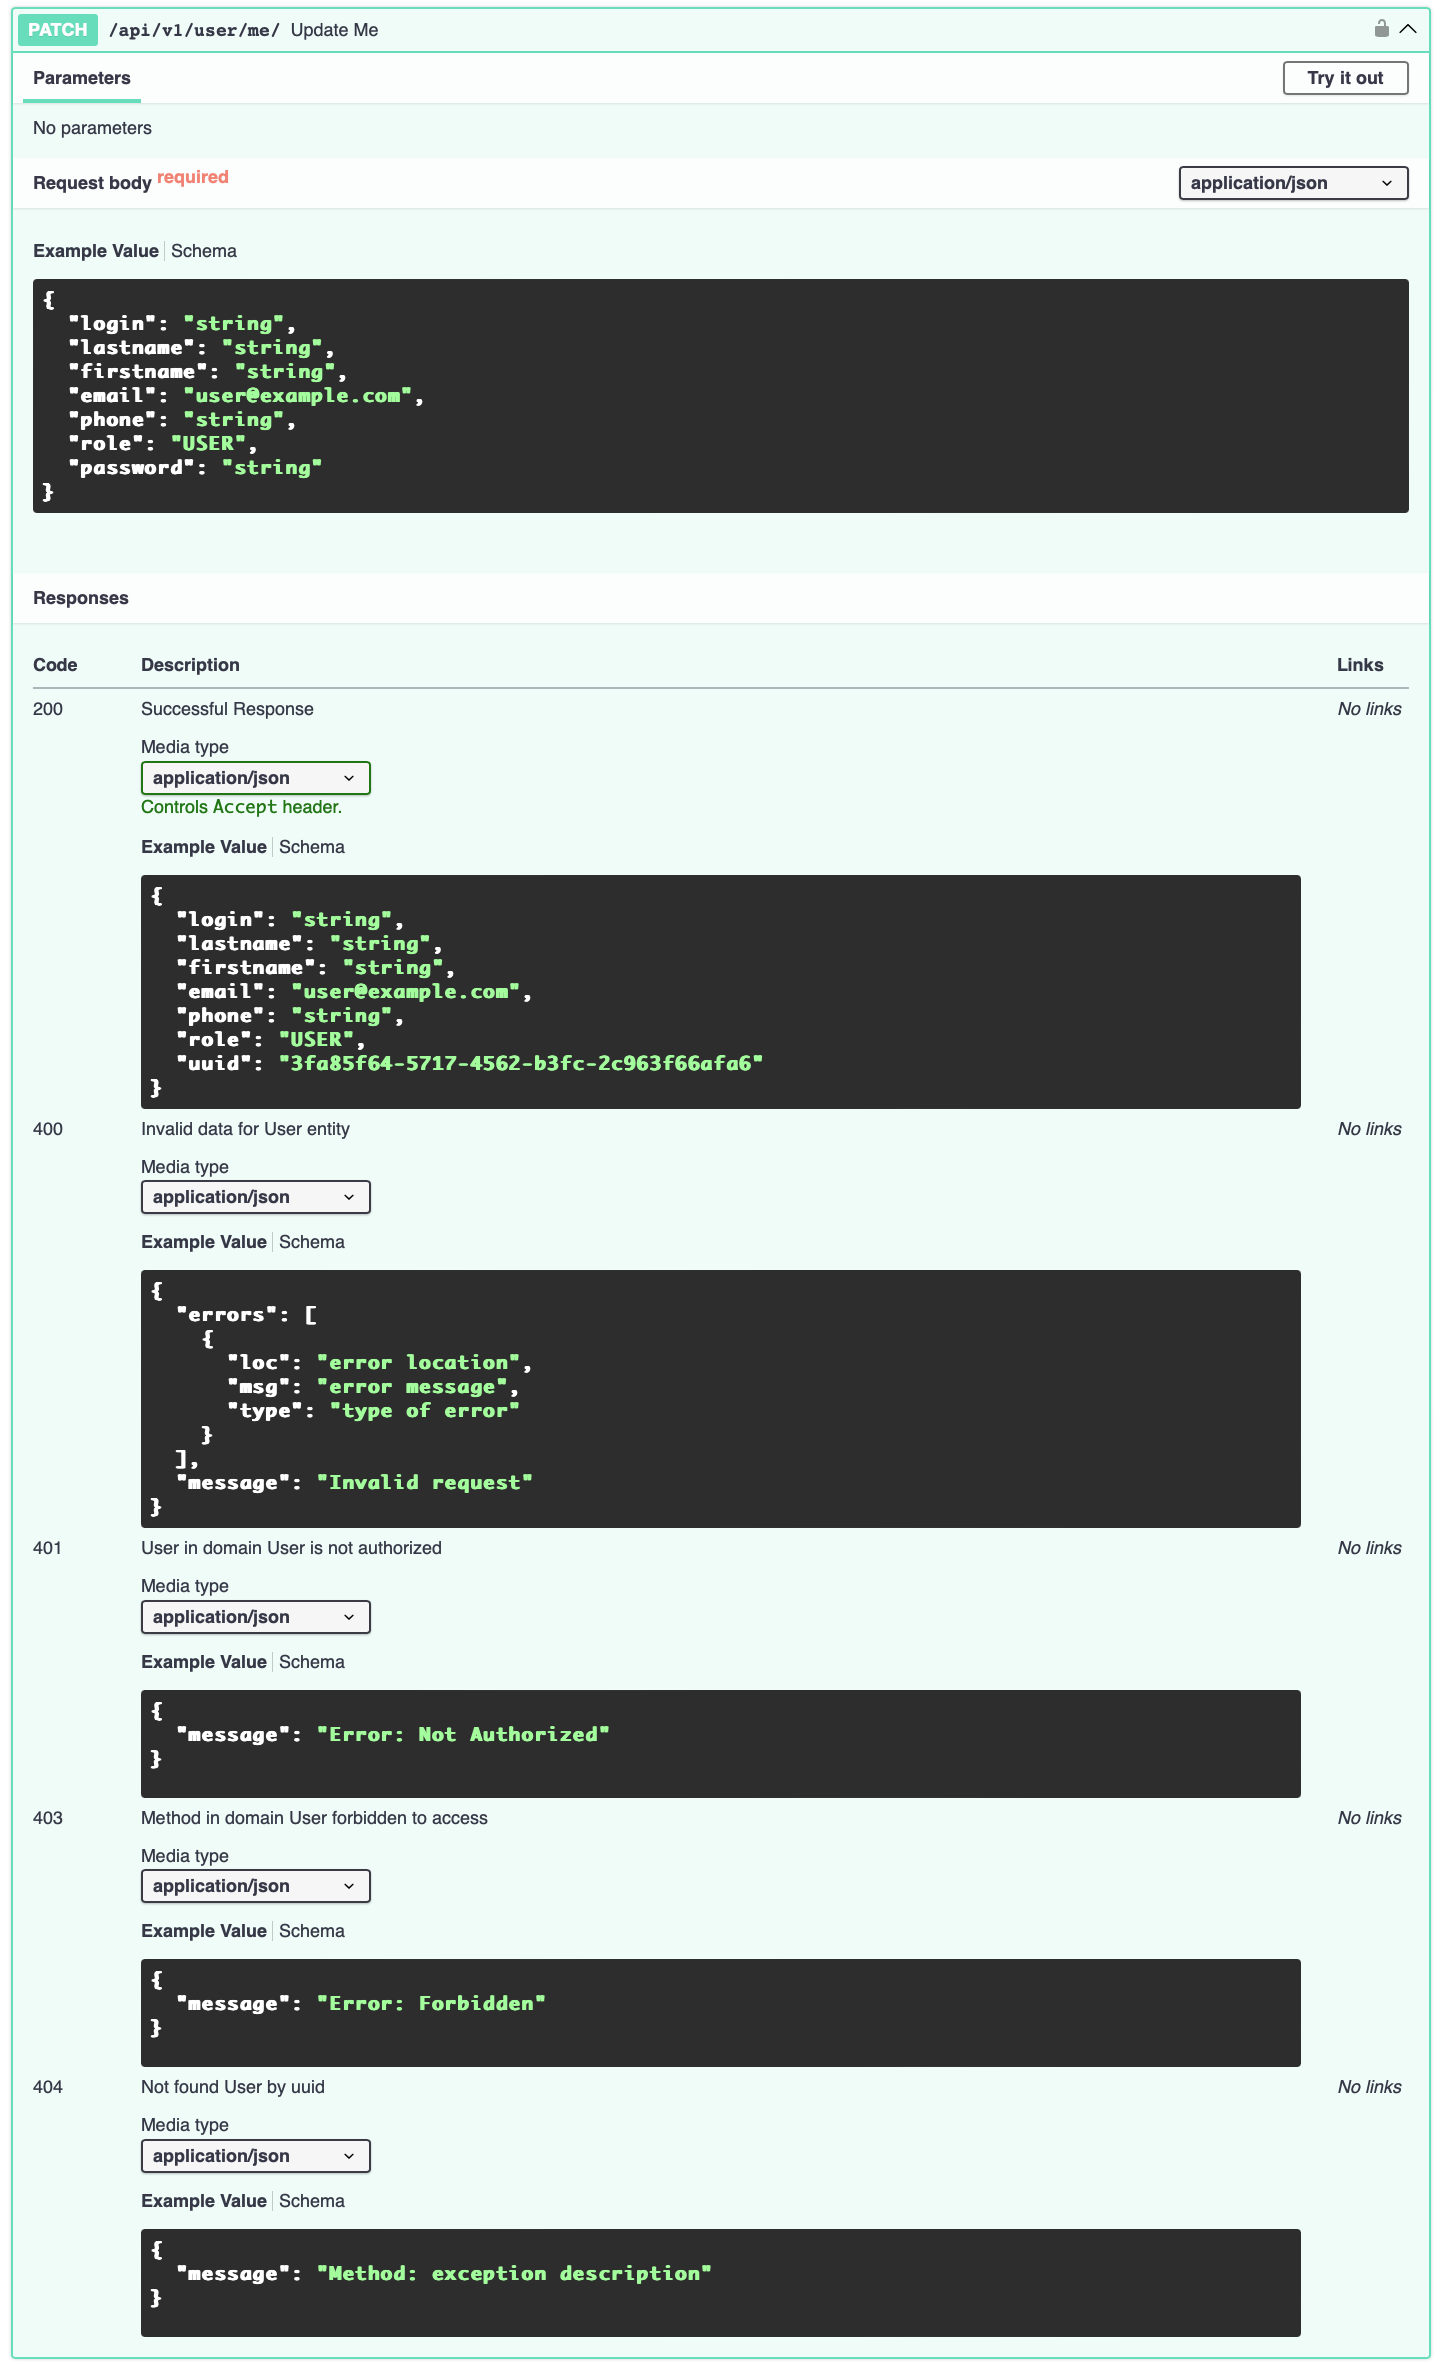 PATCH /api/v1/user/me/ Update Me
Parameters
Try it out
No parameters
Request body required
application/json
Example Value Schema
{
  "login": "string",
  "lastname": "string",
  "firstname": "string",
  "email": "user@example.com",
  "phone": "string",
  "role": "USER",
  "password": "string"
}
Responses
Code Description Links
200 Successful Response No links
Media type
application/json
Controls Accept header.
Example Value Schema
{
  "login": "string",
  "lastname": "string",
  "firstname": "string",
  "email": "user@example.com",
  "phone": "string",
  "role": "USER",
  "uuid": "3fa85f64-5717-4562-b3fc-2c963f66afa6"
}
400 Invalid data for User entity No links
Media type
application/json
Example Value Schema
{
  "errors": [
    {
      "loc": "error location",
      "msg": "error message",
      "type": "type of error"
    }
  ],
  "message": "Invalid request"
}
401 User in domain User is not authorized No links
Media type
application/json
Example Value Schema
{
  "message": "Error: Not Authorized"
}
403 Method in domain User forbidden to access No links
Media type
application/json
Example Value Schema
{
  "message": "Error: Forbidden"
}
404 Not found User by uuid No links
Media type
application/json
Example Value Schema
{
  "message": "Method: exception description"
}